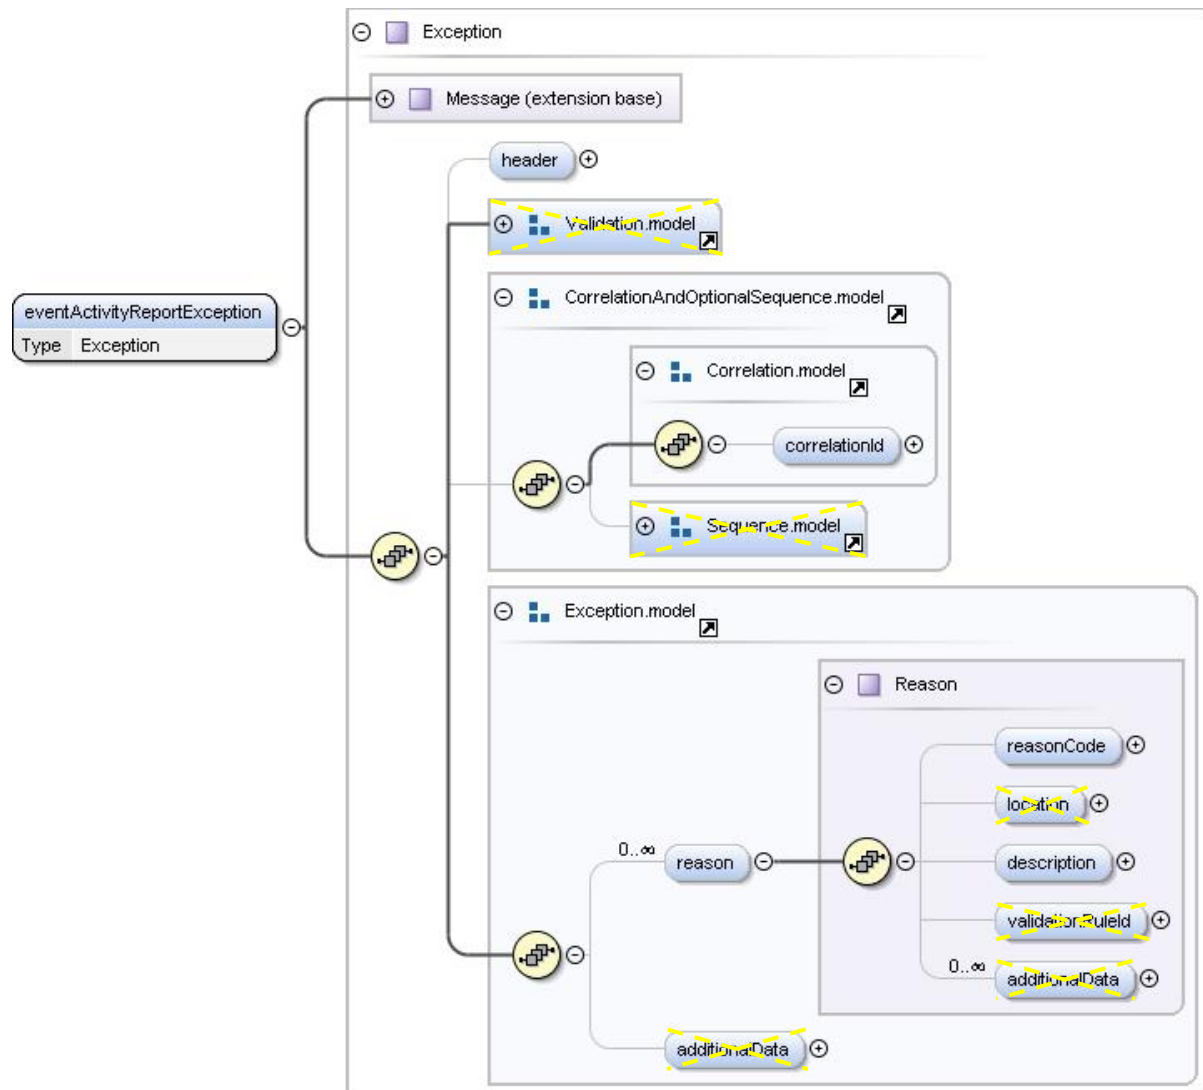 Exception
Message (extension base)
header
Validation.model
eventActivityReportException
Type Exception
CorrelationAndOptionalSequence.model
Correlation.model
correlationId
Sequence.model
Exception.model
Reason
reasonCode
location
0..∞
reason
description
validationRuleId
0..∞
additionalData
additionalData